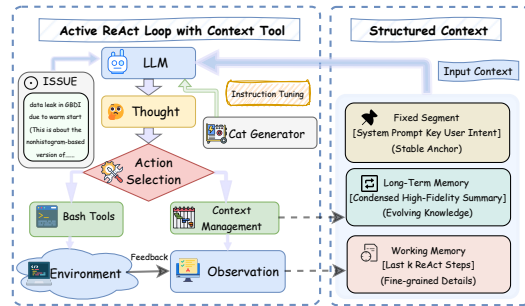 Active ReAct Loop with Context Tool
Structured Context
LLM
ISSUE
data leak in GBDI
due to warm start
(This is about the
nonhistogram-based
version of......
Thought
Instruction Tuning
Cat Generator
Action
Selection
Bash Tools
Context
Management
Environment
Feedback
Observation
Input Context
Fixed Segment
[System Prompt Key User Intent]
(Stable Anchor)
Long-Term Memory
[Condensed High-Fidelity Summary]
(Evolving Knowledge)
Working Memory
[Last k ReAct Steps]
(Fine-grained Details)